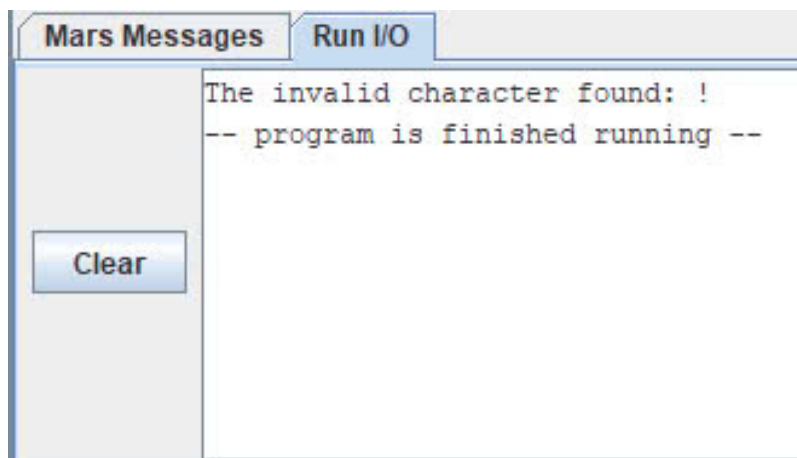 Mars Messages Run I/O
The invalid character found: !
-- program is finished running --
Clear